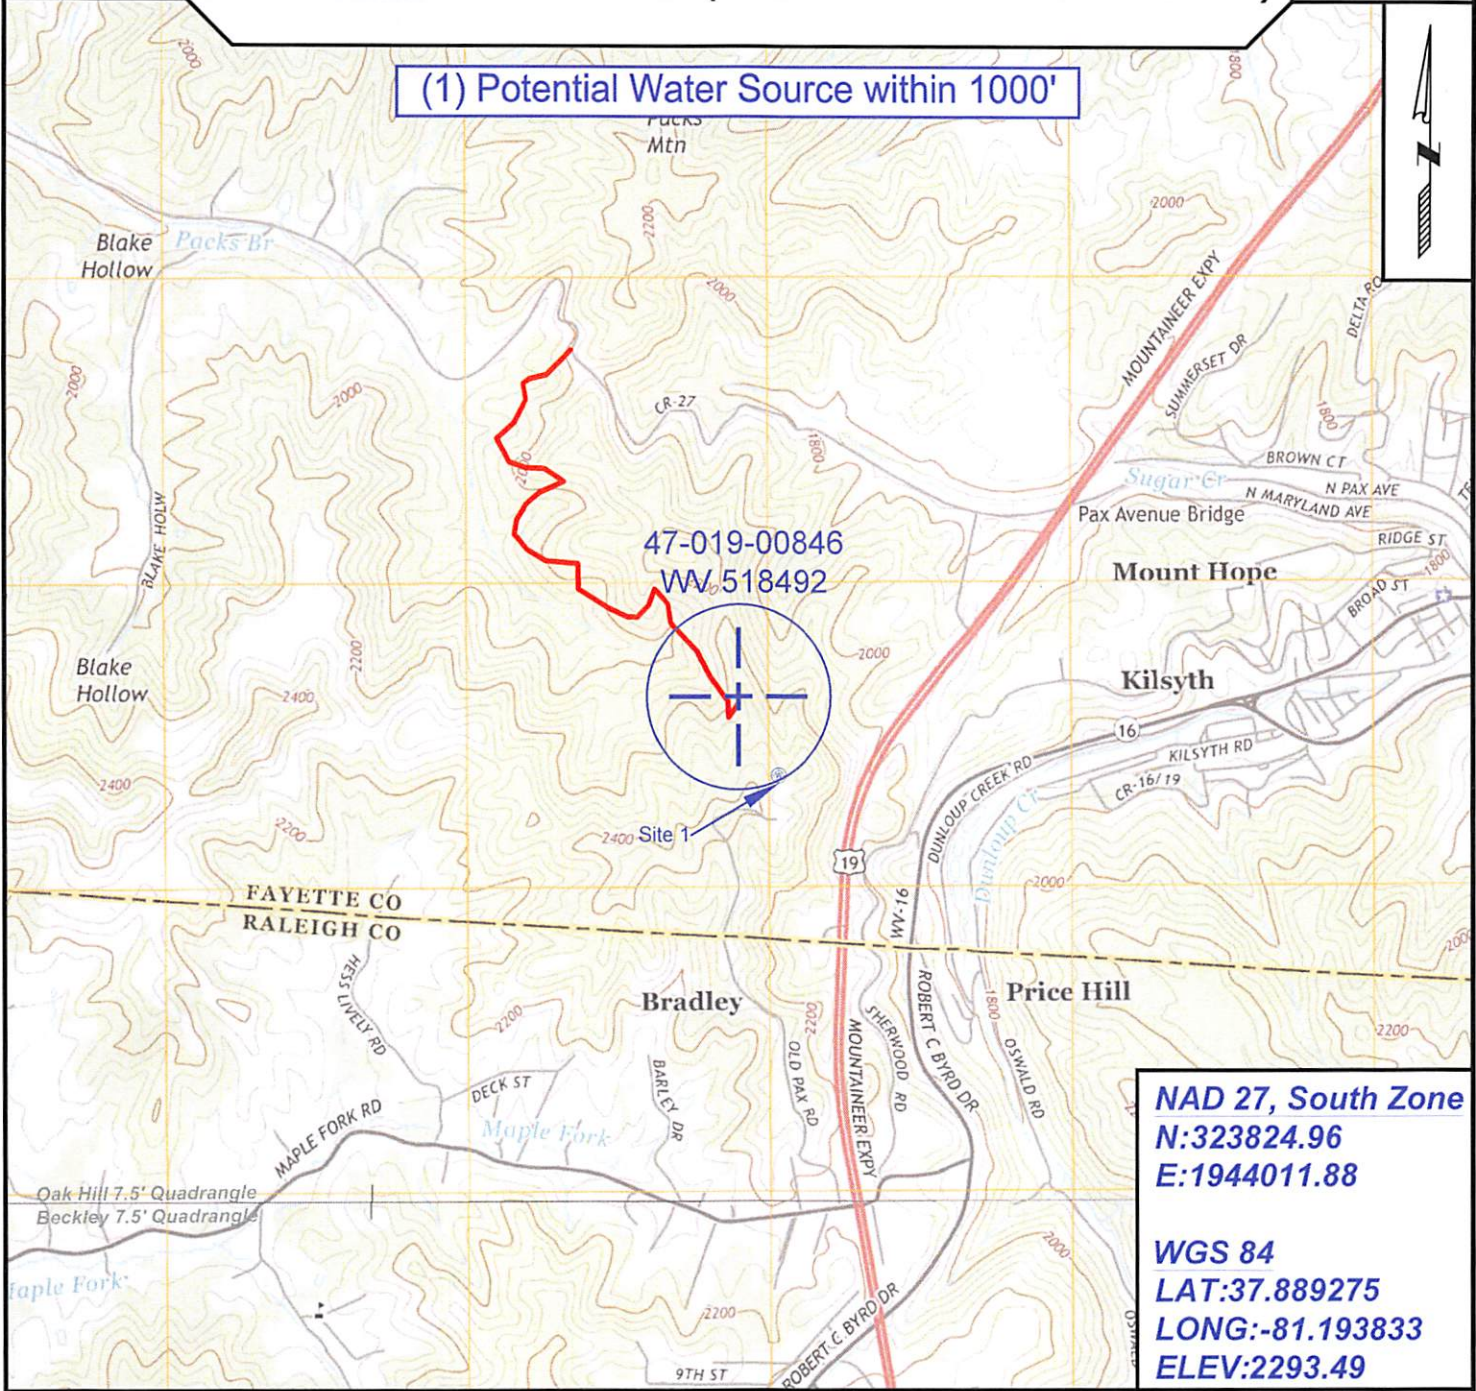 (1) Potential Water Source within 1000'
Packs
Mtn
2000
1800
2200
2000
Blake
Hollow
Packs Br
2000
MOUNTAINEER EXPY
SUMMERSET DR
2000
2000
CR-27
1800
1800
BROWN CT
N PAX AVE
N MARYLAND AVE
Sugar Cr
Pax Avenue Bridge
RIDGE ST
1800
BROAD ST
Mount Hope
2000
BLAKE HOLW
47-019-00846
WV 518492
2200
2000
Blake
Hollow
2400
Kilsyth
16
KILSYTH RD
CR-16/19
DUNLOUP CREEK RD
Dunloup Cr
2400
2200
2400
Site 1
19
2000
WV-16
FAYETTE CO
RALEIGH CO
2000
HESS LIVELY RD
2200
Bradley
2200
Price Hill
1800
2200
OSWALD RD
SHERWOOD RD
ROBERT C BYRD DR
MOUNTAINEER EXPY
OLD PAX RD
BARLEY DR
DECK ST
Maple Fork
MAPLE FORK RD
Oak Hill 7.5' Quadrangle
Beckley 7.5' Quadrangle
2000
2200
ROBERT C BYRD DR
9TH ST
NAD 27, South Zone
N:323824.96
E:1944011.88
WGS 84
LAT:37.889275
LONG:-81.193833
ELEV:2293.49